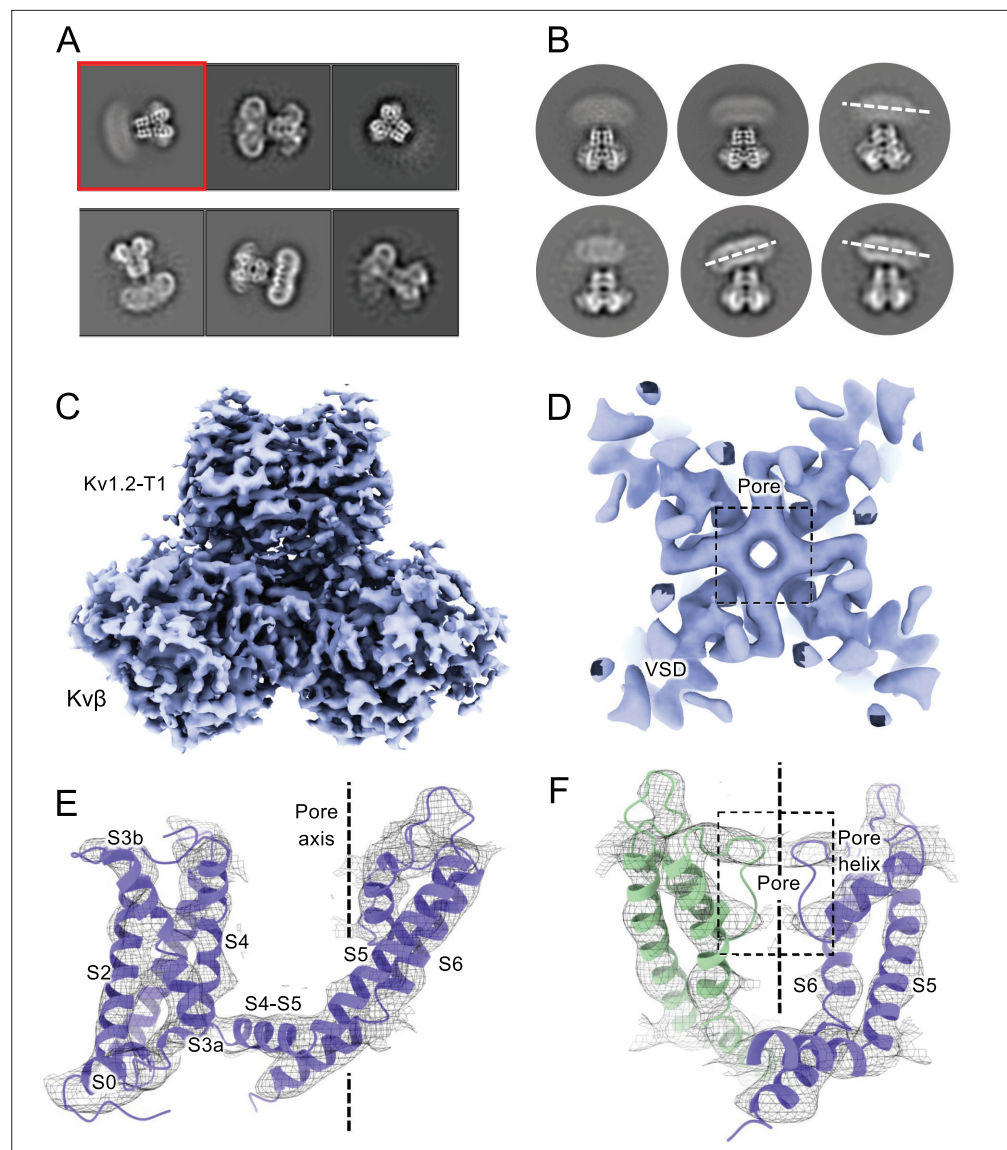 A
B
C
Kv1.2-T1
Kvβ
D
Pore
VSD
E
S3b
S4
S2
S3a
S0
Pore
axis
S5
S6
S4-S5
F
Pore
helix
Pore
S6
S5